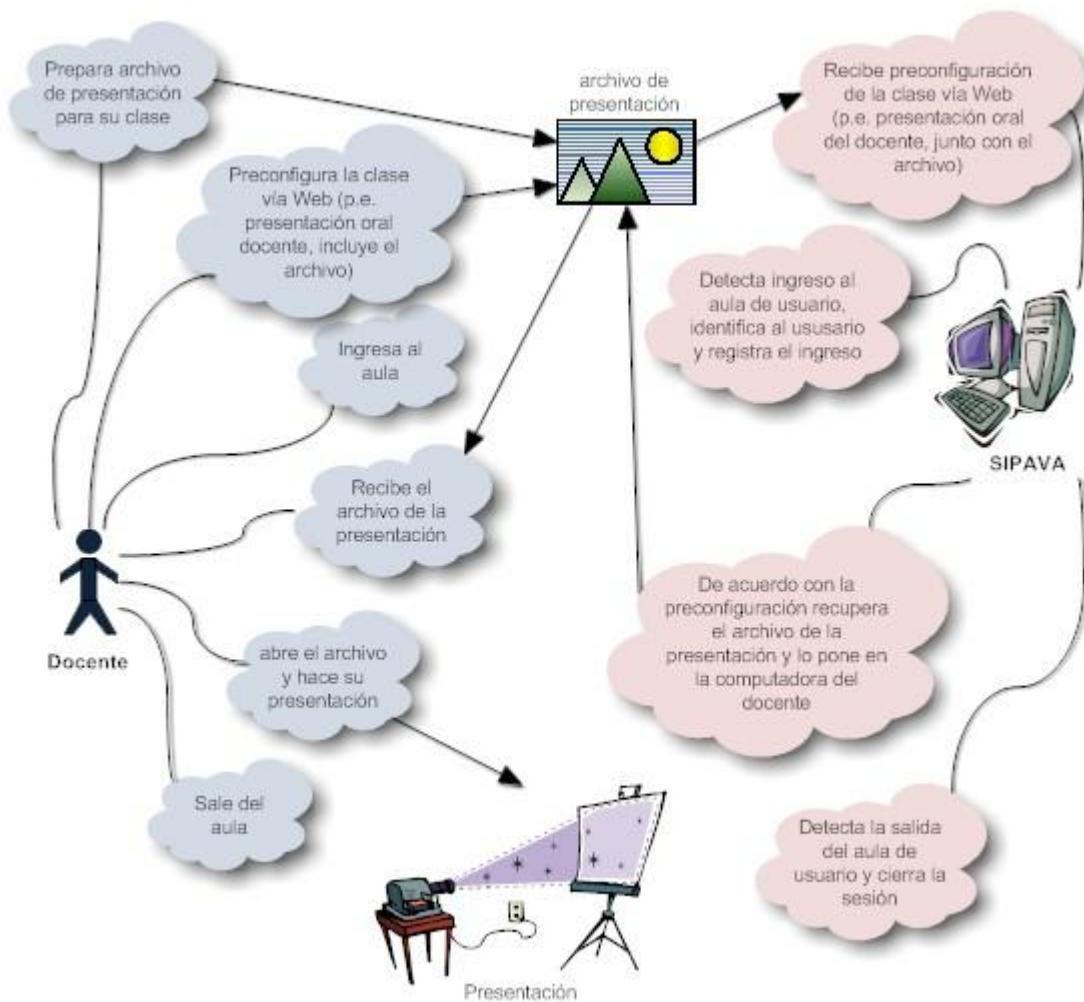 Prepara archivo
de presentación
para su clase
archivo de
presentación
Recibe preconfiguración
de la clase vía Web
(p.e. presentación oral
del docente, junto con el
archivo)
Preconfigura la clase
vía Web (p.e.
presentación oral
docente, incluye el
archivo)
Detecta ingreso al
aula de usuario,
identifica al ususario
y registra el ingreso
Ingresa al
aula
SIPAVA
Recibe el
archivo de la
presentación
De acuerdo con la
preconfiguración recupera
el archivo de la
presentación y lo pone en
la computadora del
docente
Docente
abre el archivo
y hace su
presentación
Sale del
aula
Detecta la salida
del aula de
usuario y cierra la
sesión
Presentación